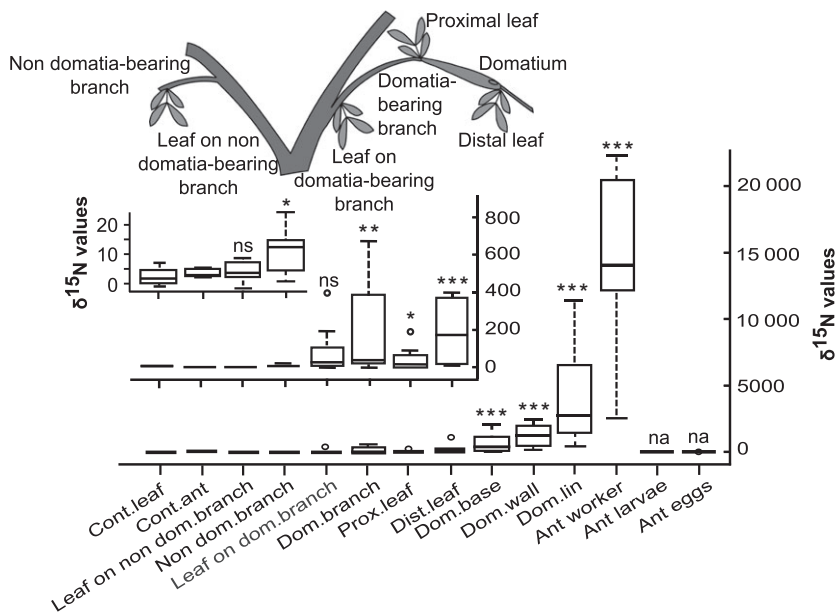 Proximal leaf
Non domatia-bearing
branch
Domatium
Domatia-
bearing
branch
Distal leaf
Leaf on non
domatia-bearing
branch
Leaf on
domatia-bearing
branch
δ15N values
20
10
0
ns
*
800
600
400
200
0
ns
**
*
***
δ15N values
20 000
15 000
10 000
5000
0
***
***
***
***
na
na
Cont.leaf
Cont.ant
Leaf on non dom.branch
Non dom.branch
Leaf on dom.branch
Dom.branch
Prox.leaf
Dist.leaf
Dom.base
Dom.wall
Dom.lin
Ant worker
Ant larvae
Ant eggs